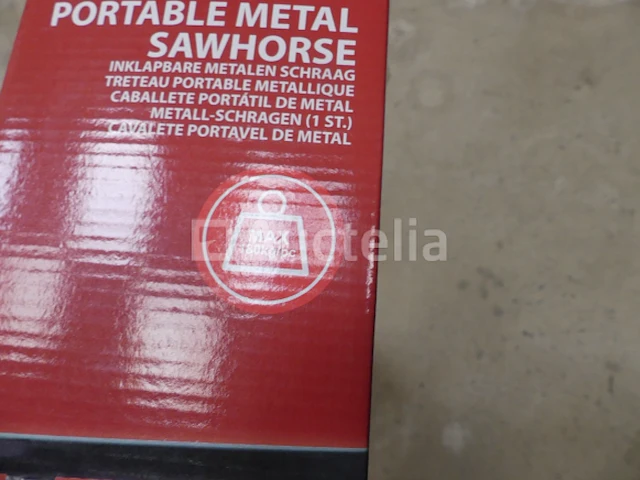 PORTABLE METAL
SAWHORSE
INKLAPBARE METALEN SCHRAAG
TRETEAU PORTABLE METALLIQUE
CABALLETE PORTÁTIL DE METAL
METALL-SCHRAGEN (1 ST.)
CAVALETE PORTAVEL DE METAL
MAX